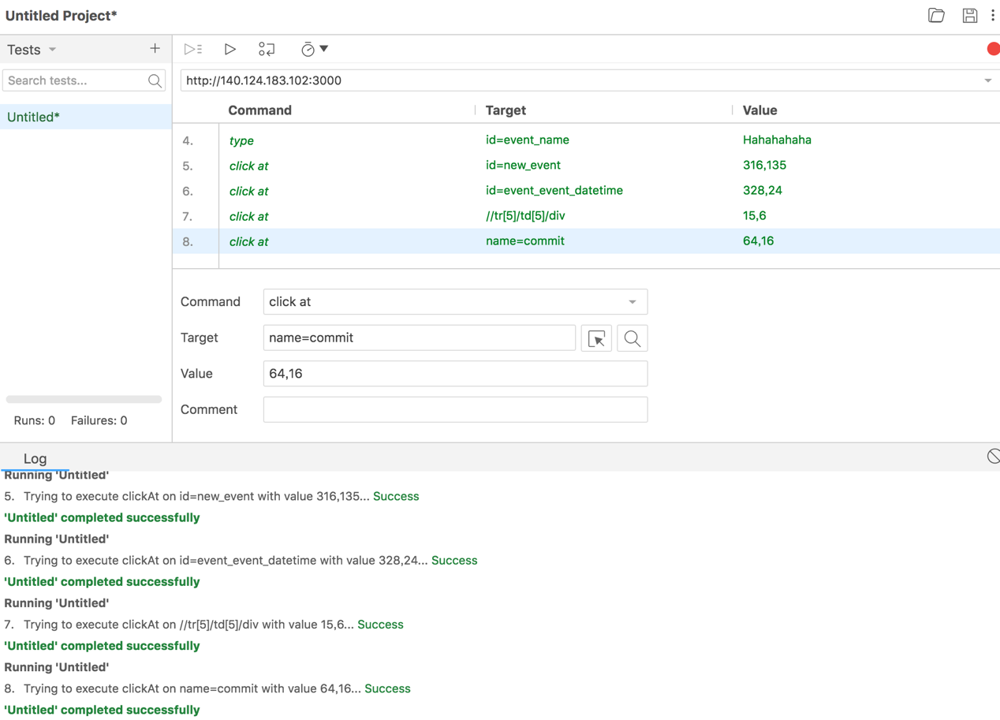 Untitled Project*
Tests
Search tests...
Untitled*
Runs: 0 Failures: 0
http://140.124.183.102:3000
Command Target Value
4. type id=event_name Hahahahaha
5. click at id=new_event 316,135
6. click at id=event_event_datetime 328,24
7. click at //tr[5]/td[5]/div 15,6
8. click at name=commit 64,16
Command click at
Target name=commit
Value 64,16
Comment
Log
Running 'Untitled'
5. Trying to execute clickAt on id=new_event with value 316,135... Success
'Untitled' completed successfully
Running 'Untitled'
6. Trying to execute clickAt on id=event_event_datetime with value 328,24... Success
'Untitled' completed successfully
Running 'Untitled'
7. Trying to execute clickAt on //tr[5]/td[5]/div with value 15,6... Success
'Untitled' completed successfully
Running 'Untitled'
8. Trying to execute clickAt on name=commit with value 64,16... Success
'Untitled' completed successfully